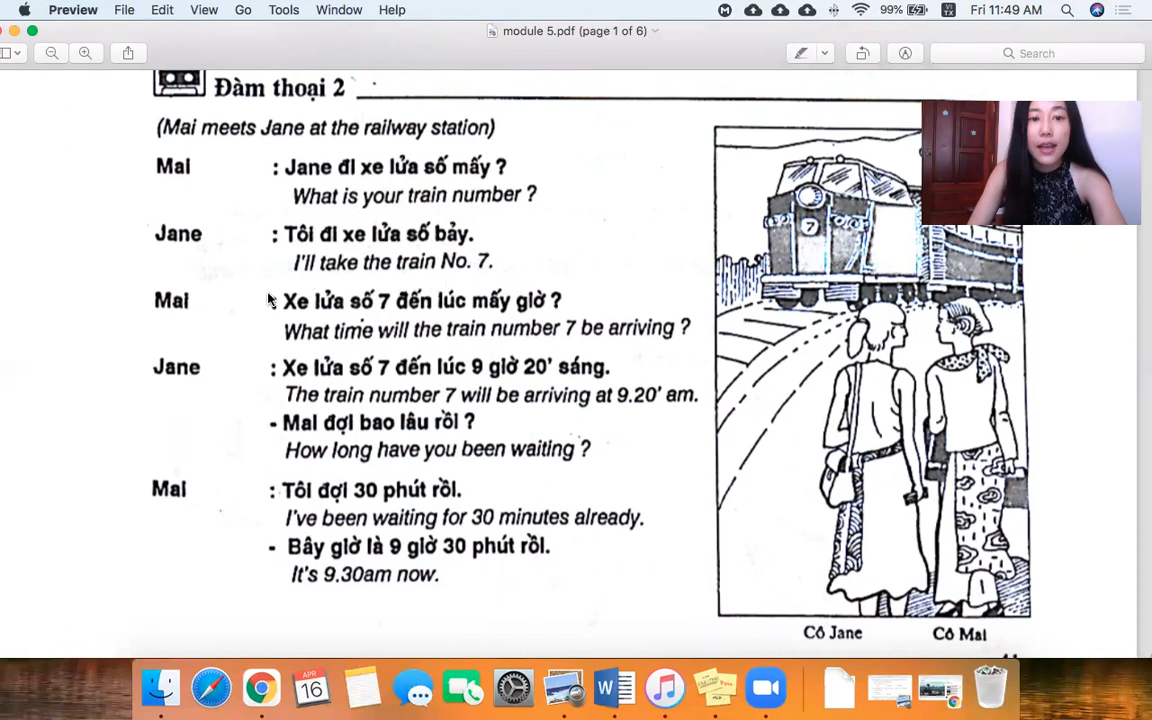 Preview File Edit View Go Tools Window Help
99% VI TX Fri 11:49 AM
module 5.pdf (page 1 of 6)
Search
Đàm thoại 2
(Mai meets Jane at the railway station)
Mai : Jane đi xe lửa số mấy ?
What is your train number ?
Jane : Tôi đi xe lửa số bảy.
I'll take the train No. 7.
Mai : Xe lửa số 7 đến lúc mấy giờ ?
What time will the train number 7 be arriving ?
Jane : Xe lửa số 7 đến lúc 9 giờ 20' sáng.
The train number 7 will be arriving at 9.20' am.
- Mai đợi bao lâu rồi ?
How long have you been waiting ?
Mai : Tôi đợi 30 phút rồi.
I've been waiting for 30 minutes already.
- Bây giờ là 9 giờ 30 phút rồi.
It's 9.30am now.
7
Cô Jane Cô Mai
APR
16